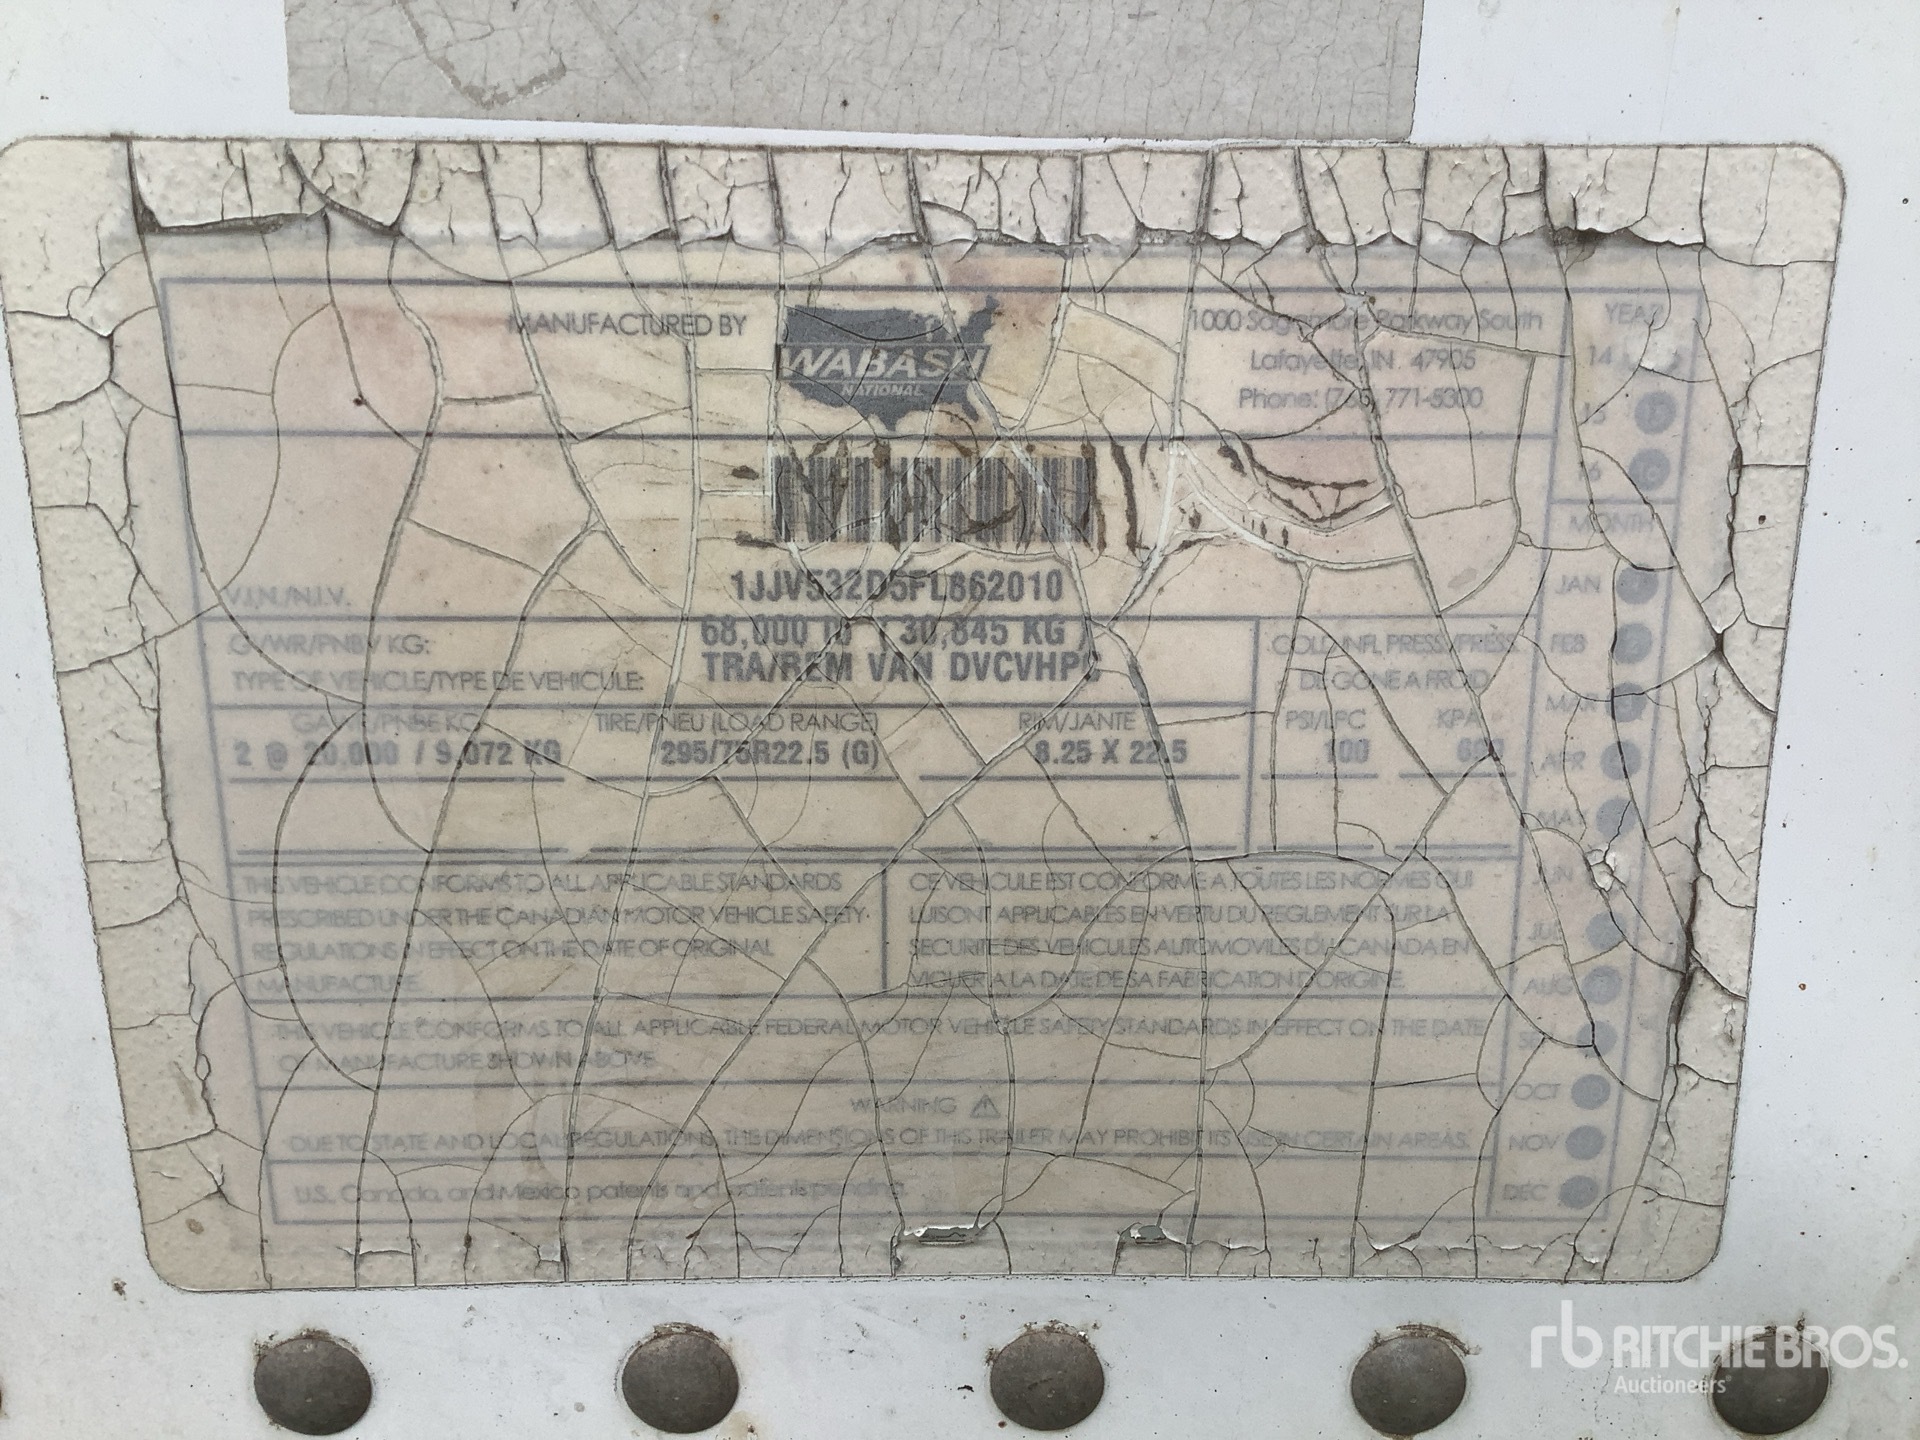 MANUFACTURED BY
WABASH
NATIONAL
1000 Sagamore Parkway South
Lafayette, IN 47905
Phone: (765) 771-5300
YEAR
14
15
16
MONTH
V.I.N./N.I.V.
1JJV532D5FL862010
GVWR/PNBV KG:
68,000 lb ( 30,845 KG )
TYPE OF VEHICLE/TYPE DE VEHICULE:
TRA/REM VAN DVCVHPC
COLD INFL. PRESS./PRESS.
DE GONF. A FROID
GAWR/PNBE KG
TIRE/PNEU (LOAD RANGE)
RIM/JANTE
PSI/LPC
KPA
2 @ 20,000 / 9,072 KG
295/75R22.5 (G)
8.25 X 22.5
100
690
JAN
FEB
MAR
APR
MAY
JUN
JUL
AUG
SEP
OCT
NOV
DEC
THIS VEHICLE CONFORMS TO ALL APPLICABLE STANDARDS
PRESCRIBED UNDER THE CANADIAN MOTOR VEHICLE SAFETY
REGULATIONS IN EFFECT ON THE DATE OF ORIGINAL
MANUFACTURE
CE VEHICULE EST CONFORME A TOUTES LES NORMES QUI
LUI SONT APPLICABLES EN VERTU DU REGLEMENT SUR LA
SECURITE DES VEHICULES AUTOMOVILES DU CANADA EN
VIGUER A LA DATE DE SA FABRICATION D'ORIGINE
THIS VEHICLE CONFORMS TO ALL APPLICABLE FEDERAL MOTOR VEHICLE SAFETY STANDARDS IN EFFECT ON THE DATE
OF MANUFACTURE SHOWN ABOVE
WARNING
DUE TO STATE AND LOCAL REGULATIONS, THE DIMENSIONS OF THIS TRAILER MAY PROHIBIT ITS USE IN CERTAIN AREAS.
U.S., Canada, and Mexico patents and patents pending.
rb RITCHIE BROS.
Auctioneers